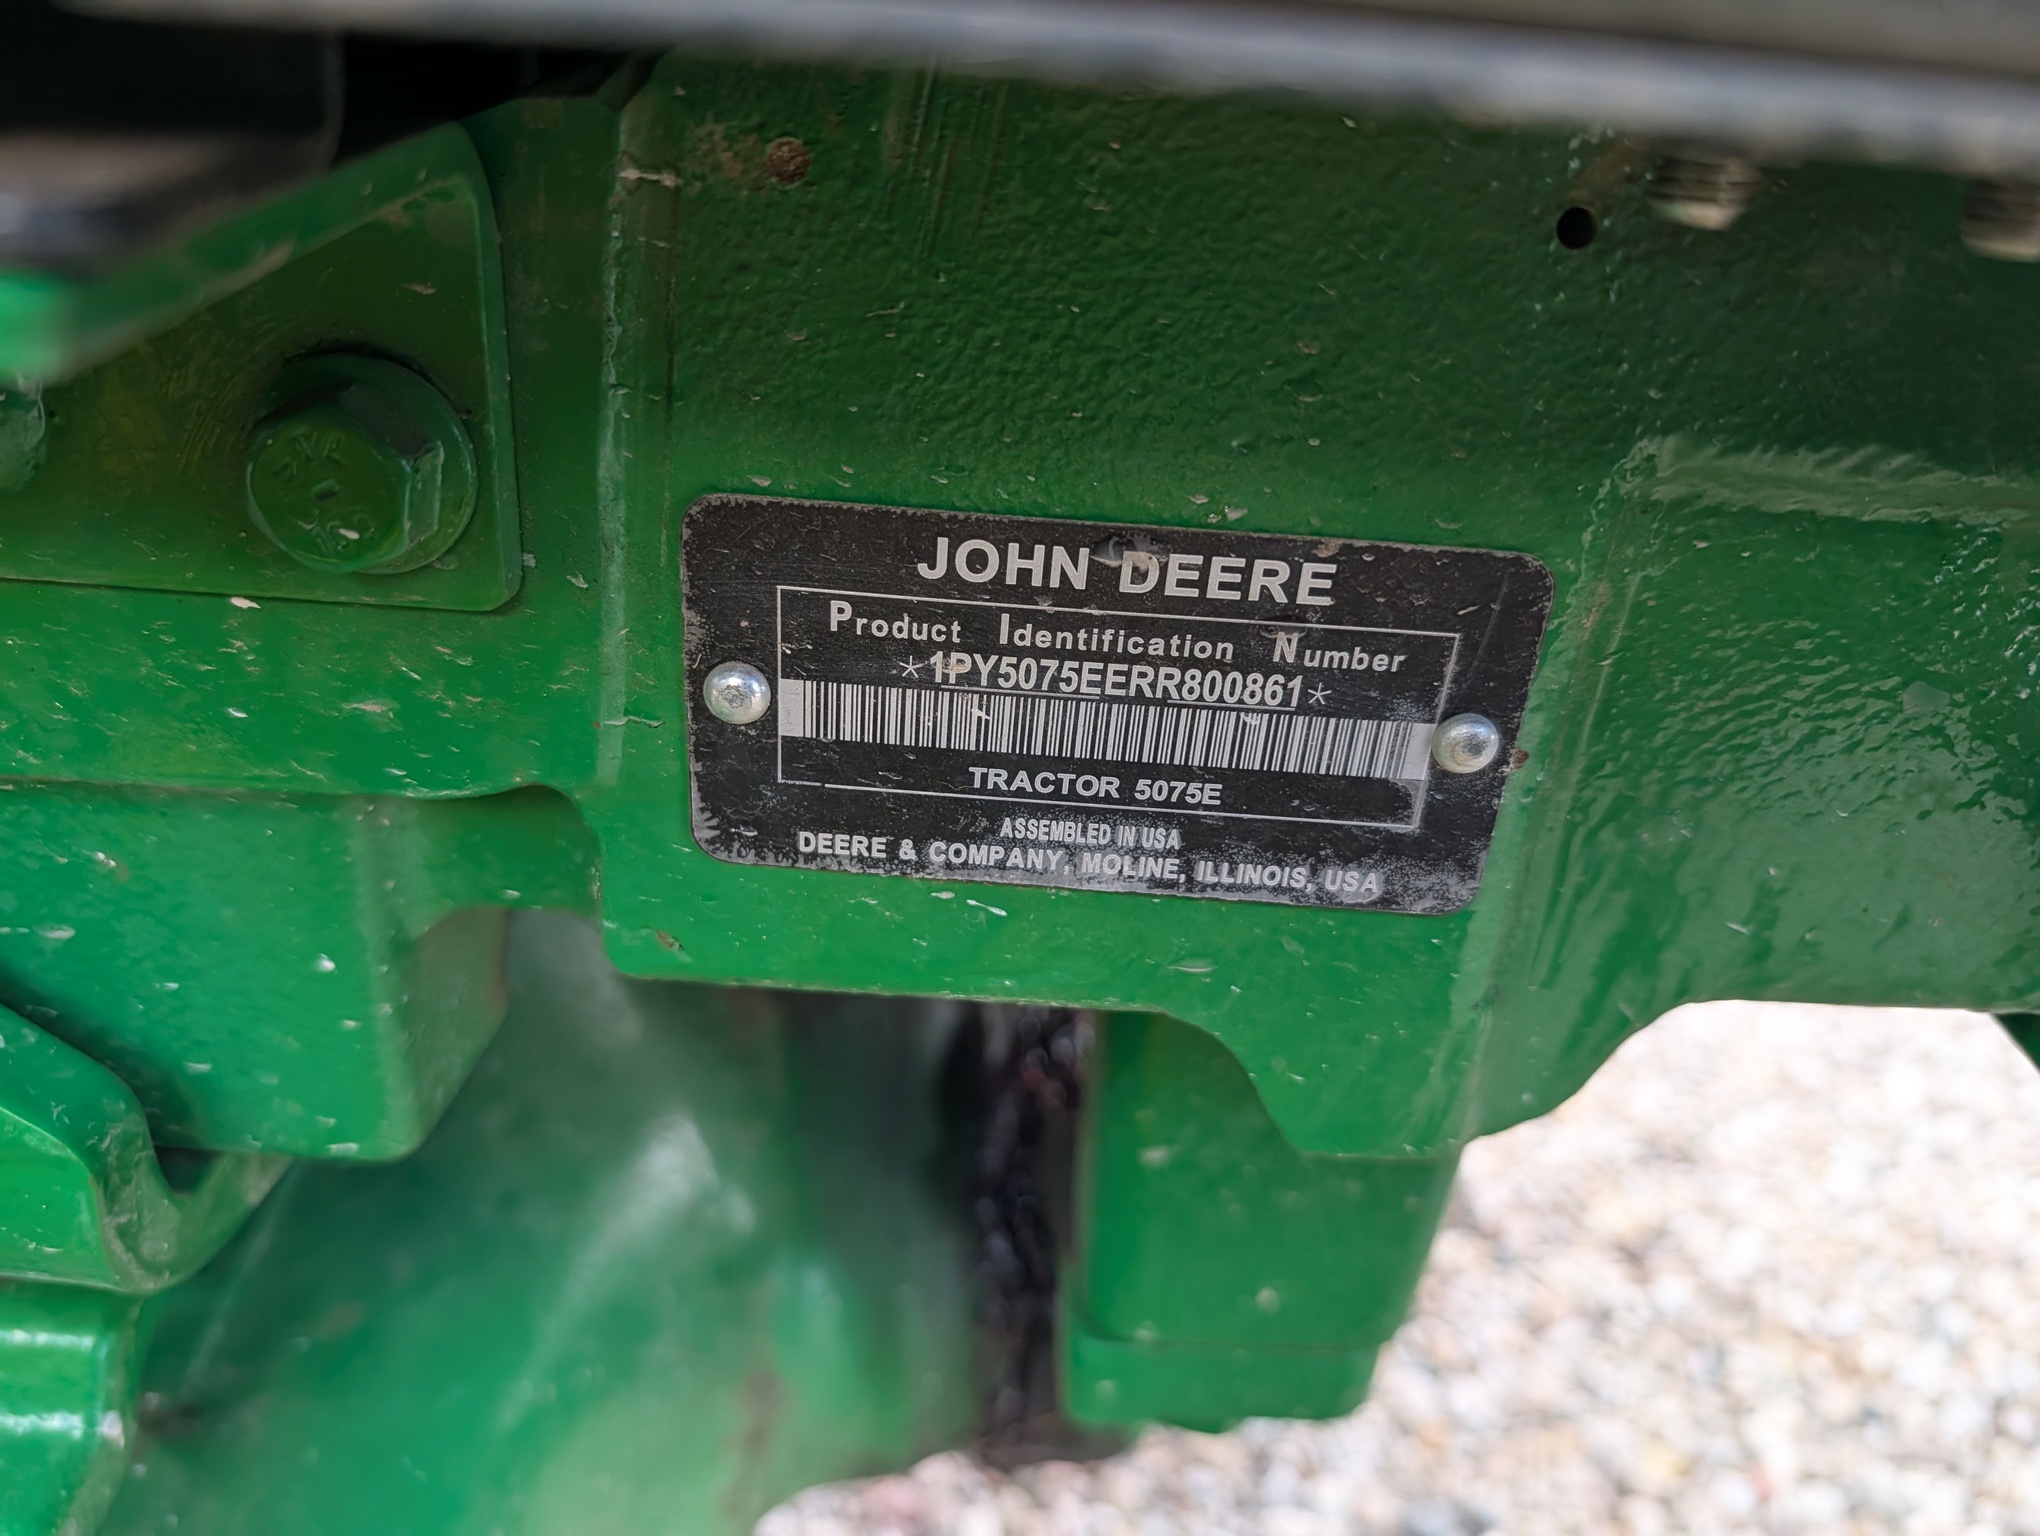 JOHN DEERE
Product Identification Number
*1PY5075EERR800861*
TRACTOR 5075E
ASSEMBLED IN USA
DEERE & COMPANY, MOLINE, ILLINOIS, USA